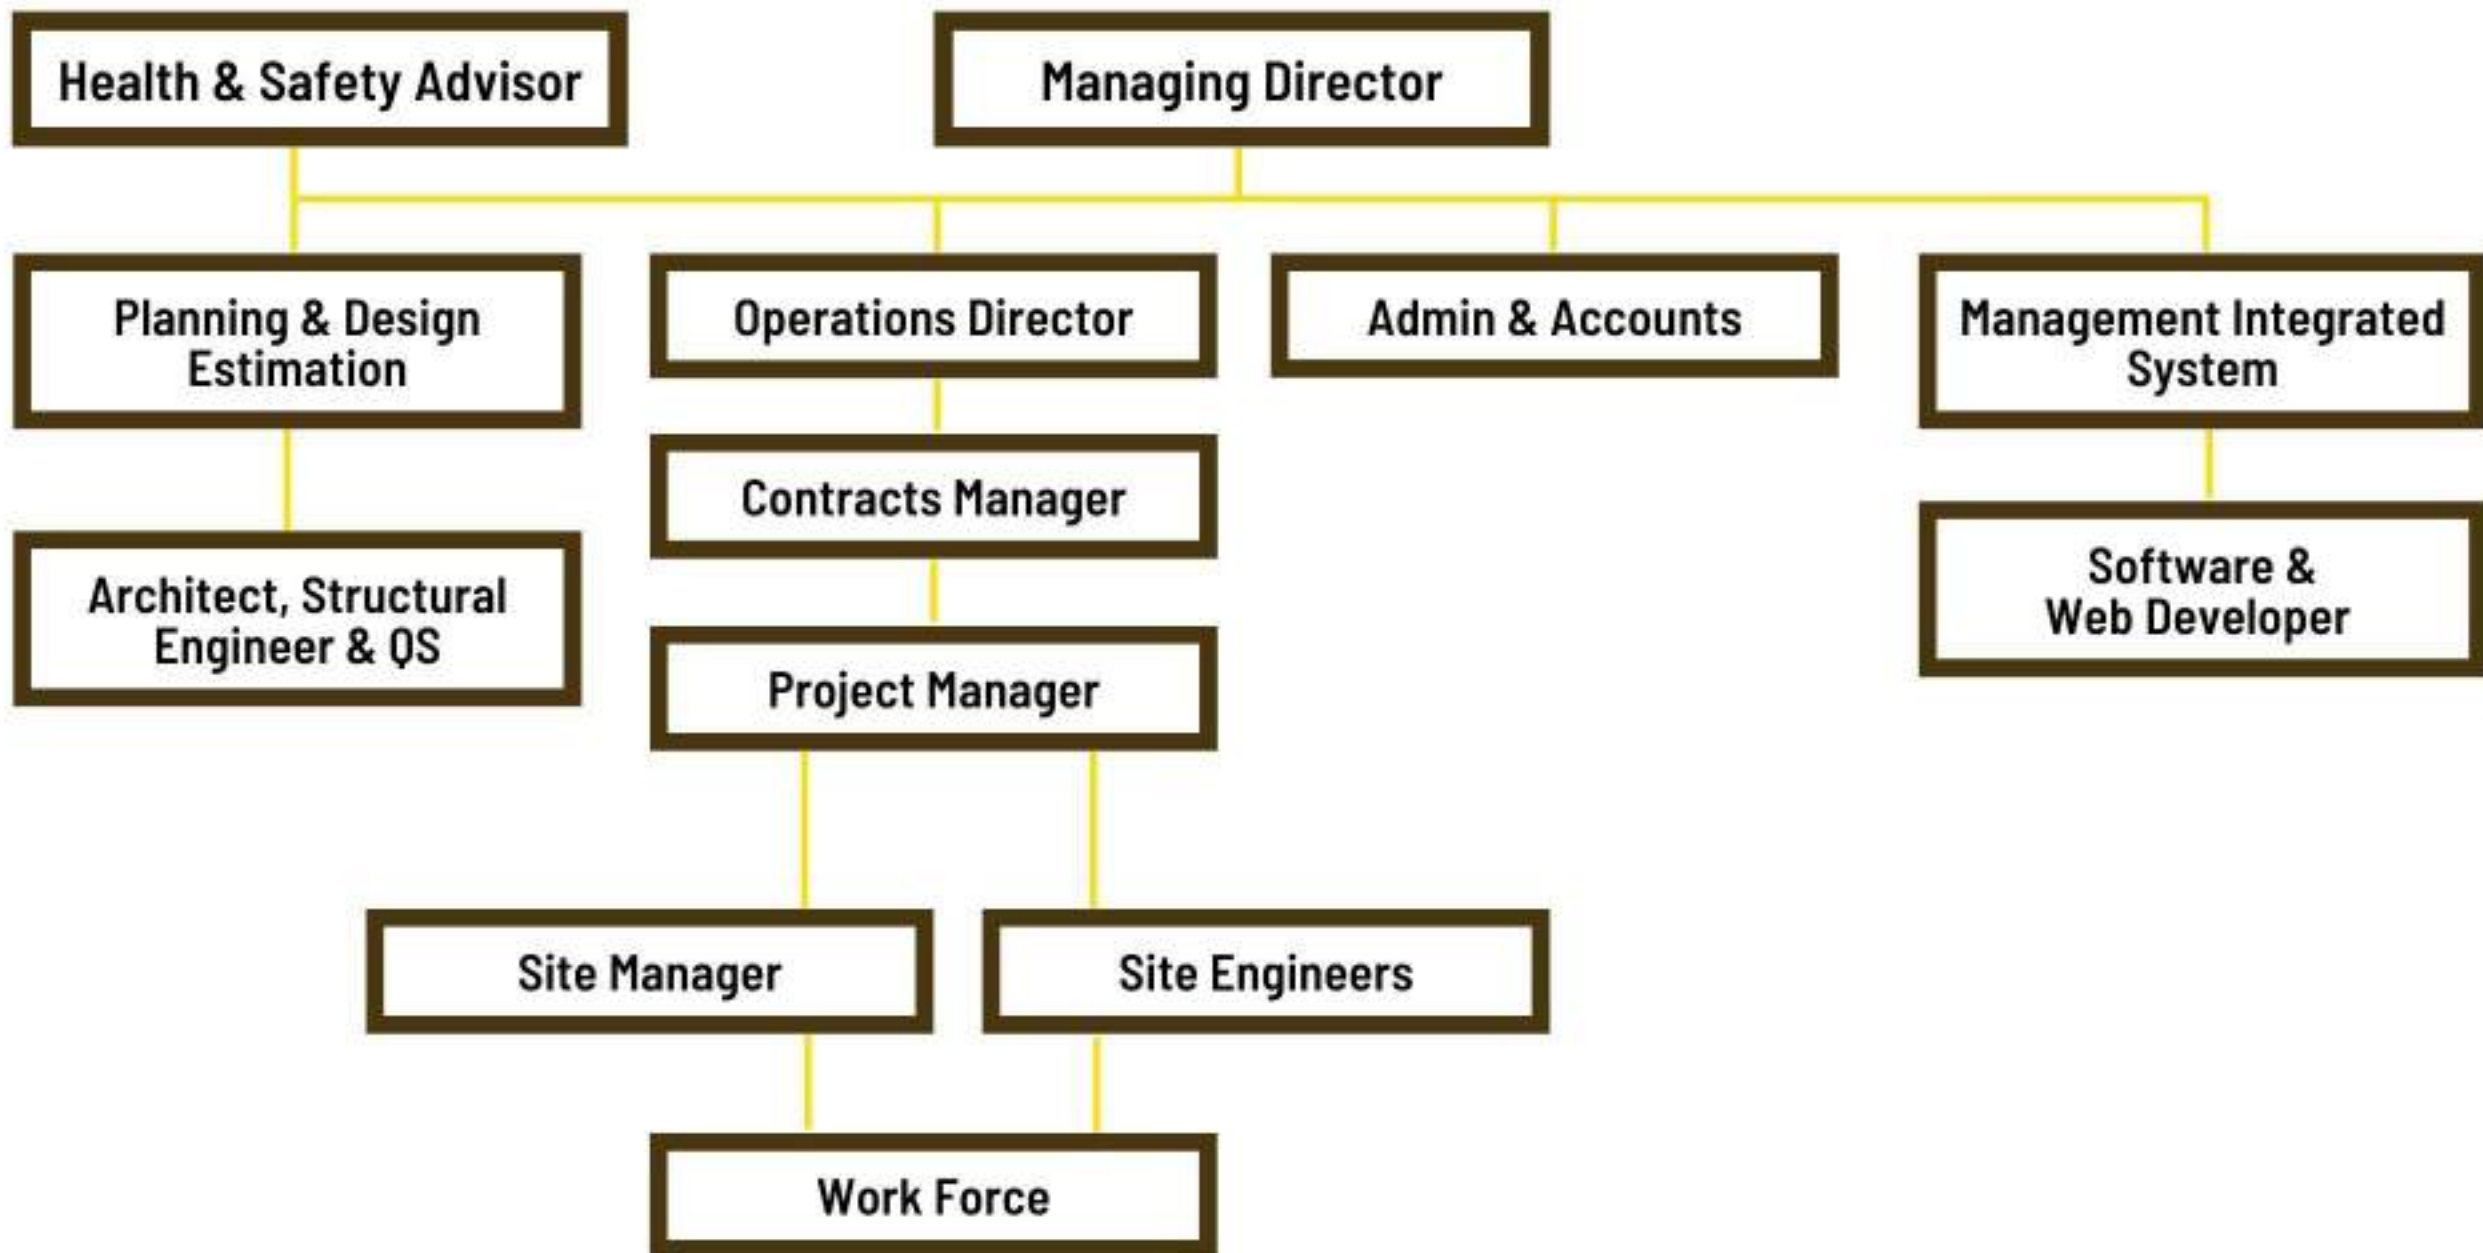 Health & Safety Advisor
Managing Director
Planning & Design
Estimation
Operations Director
Admin & Accounts
Management Integrated
System
Contracts Manager
Architect, Structural
Engineer & QS
Software &
Web Developer
Project Manager
Site Manager
Site Engineers
Work Force